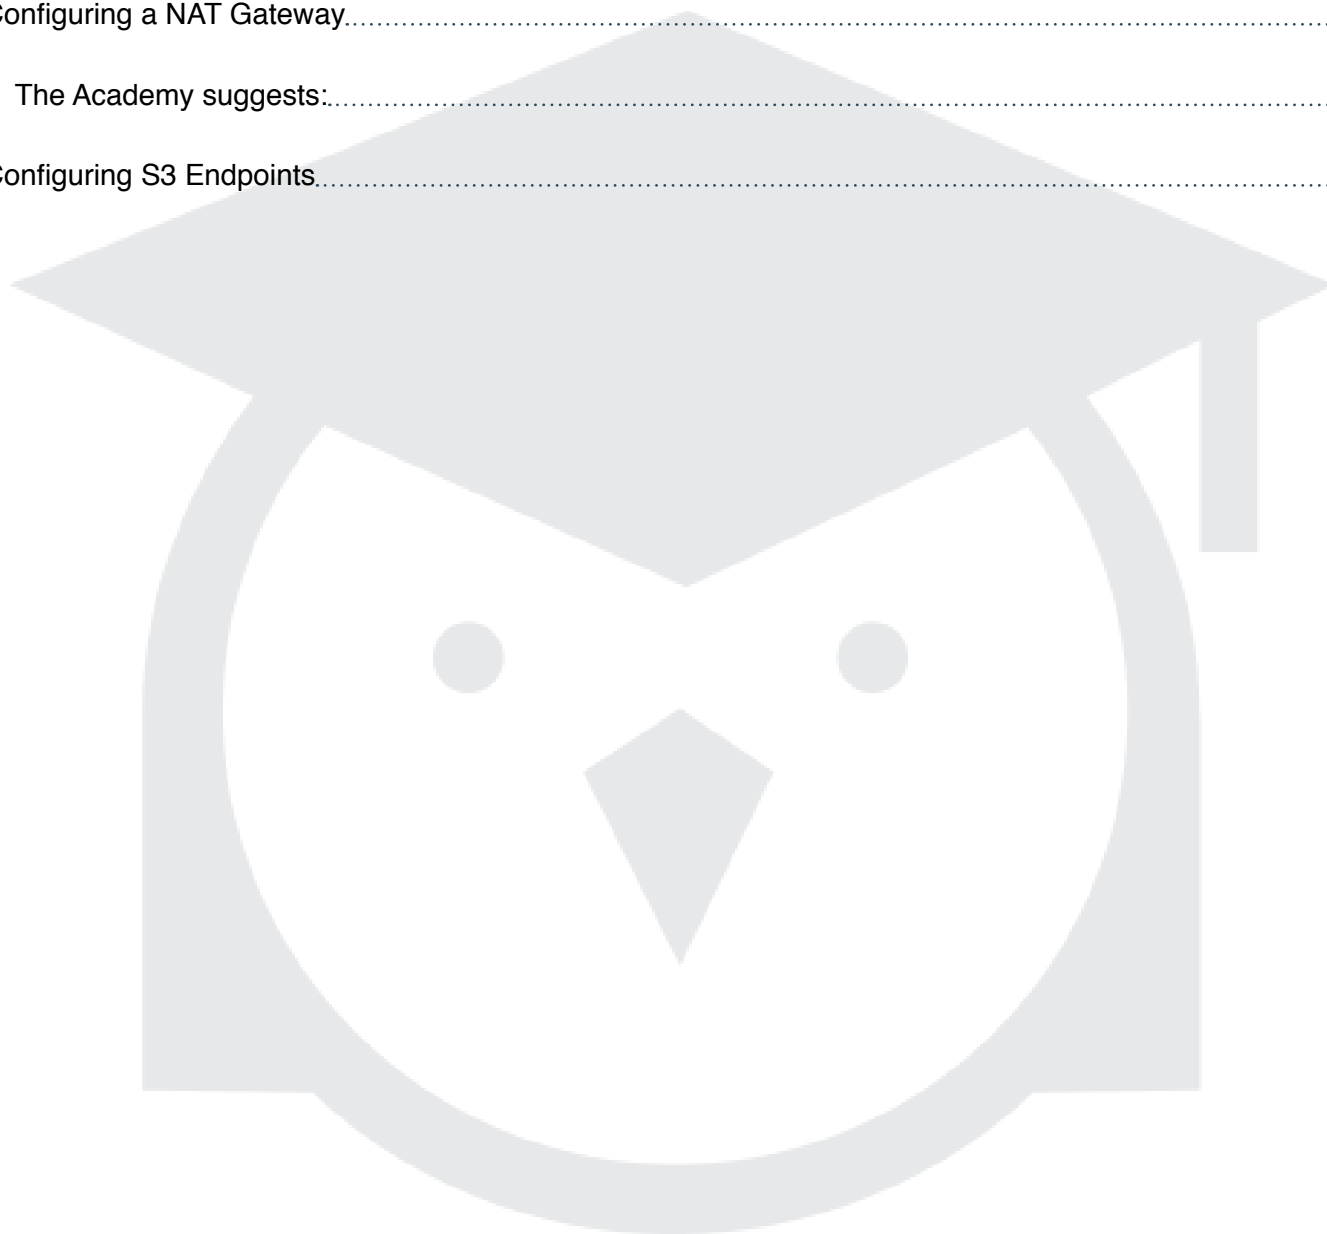 Configuring a NAT Gateway
The Academy suggests:
Configuring S3 Endpoints